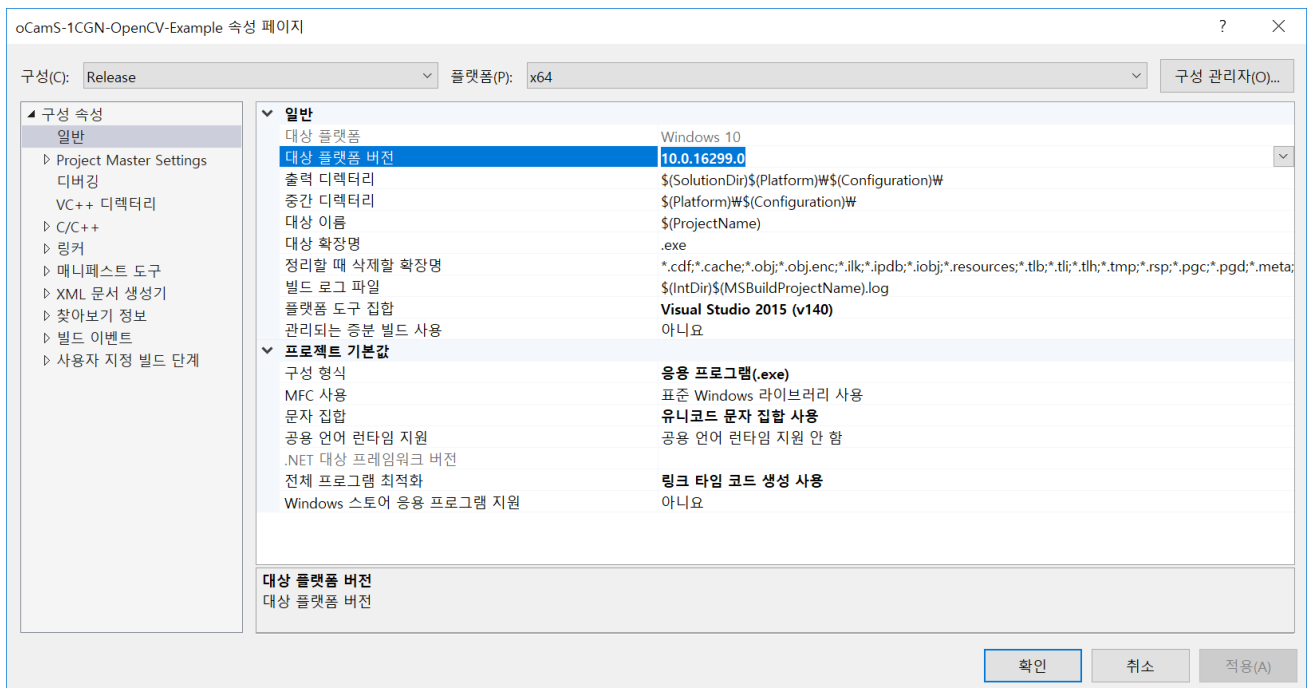 oCamS-1CGN-OpenCV-Example 속성 페이지
?
구성(C): Release 플랫폼(P): x64 구성 관리자(O)...
구성 속성
일반
Project Master Settings
디버깅
VC++ 디렉터리
C/C++
링커
매니페스트 도구
XML 문서 생성기
찾아보기 정보
빌드 이벤트
사용자 지정 빌드 단계
일반
대상 플랫폼 Windows 10
대상 플랫폼 버전 10.0.16299.0
출력 디렉터리 $(SolutionDir)$(Platform)₩$(Configuration)₩
중간 디렉터리 $(Platform)₩$(Configuration)₩
대상 이름 $(ProjectName)
대상 확장명 .exe
정리할 때 삭제할 확장명 *.cdf;*.cache;*.obj;*.obj.enc;*.ilk;*.ipdb;*.iobj;*.resources;*.tlb;*.tli;*.tlh;*.tmp;*.rsp;*.pgc;*.pgd;*.meta;
빌드 로그 파일 $(IntDir)$(MSBuildProjectName).log
플랫폼 도구 집합 Visual Studio 2015 (v140)
관리되는 증분 빌드 사용 아니요
프로젝트 기본값
구성 형식 응용 프로그램(.exe)
MFC 사용 표준 Windows 라이브러리 사용
문자 집합 유니코드 문자 집합 사용
공용 언어 런타임 지원 공용 언어 런타임 지원 안 함
.NET 대상 프레임워크 버전
전체 프로그램 최적화 링크 타임 코드 생성 사용
Windows 스토어 응용 프로그램 지원 아니요
대상 플랫폼 버전
대상 플랫폼 버전
확인 취소 적용(A)